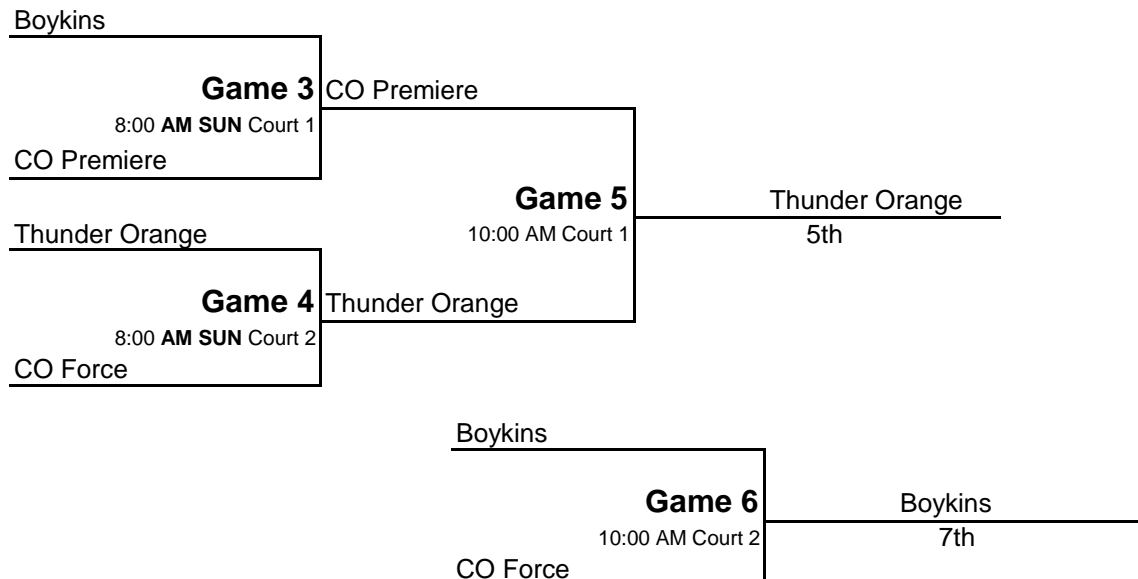 Boykins
Game 3 CO Premiere
8:00 AM SUN Court 1
CO Premiere
Game 5 Thunder Orange
Thunder Orange
10:00 AM Court 1 5th
Game 4 Thunder Orange
8:00 AM SUN Court 2
CO Force
Boykins
Game 6 Boykins
10:00 AM Court 2 7th
CO Force